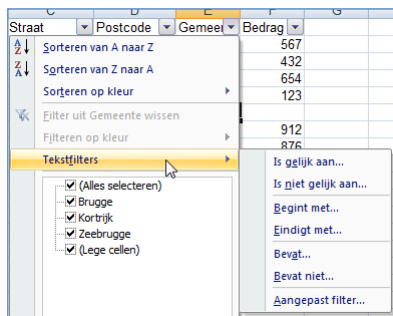 C D E F G
Straat Postcode Gemeer Bedrag
Sorteren van A naar Z 567
Sorteren van Z naar A 432
Sorteren op kleur 654
123
Filter uit Gemeente wissen
Filteren op kleur 912
876
Tekstfilters
Is gelijk aan...
(Alles selecteren) Is niet gelijk aan...
Brugge Begint met...
Kortrijk Eindigt met...
Zeebrugge Bevat...
(Lege cellen) Bevat niet...
Aangepast filter...